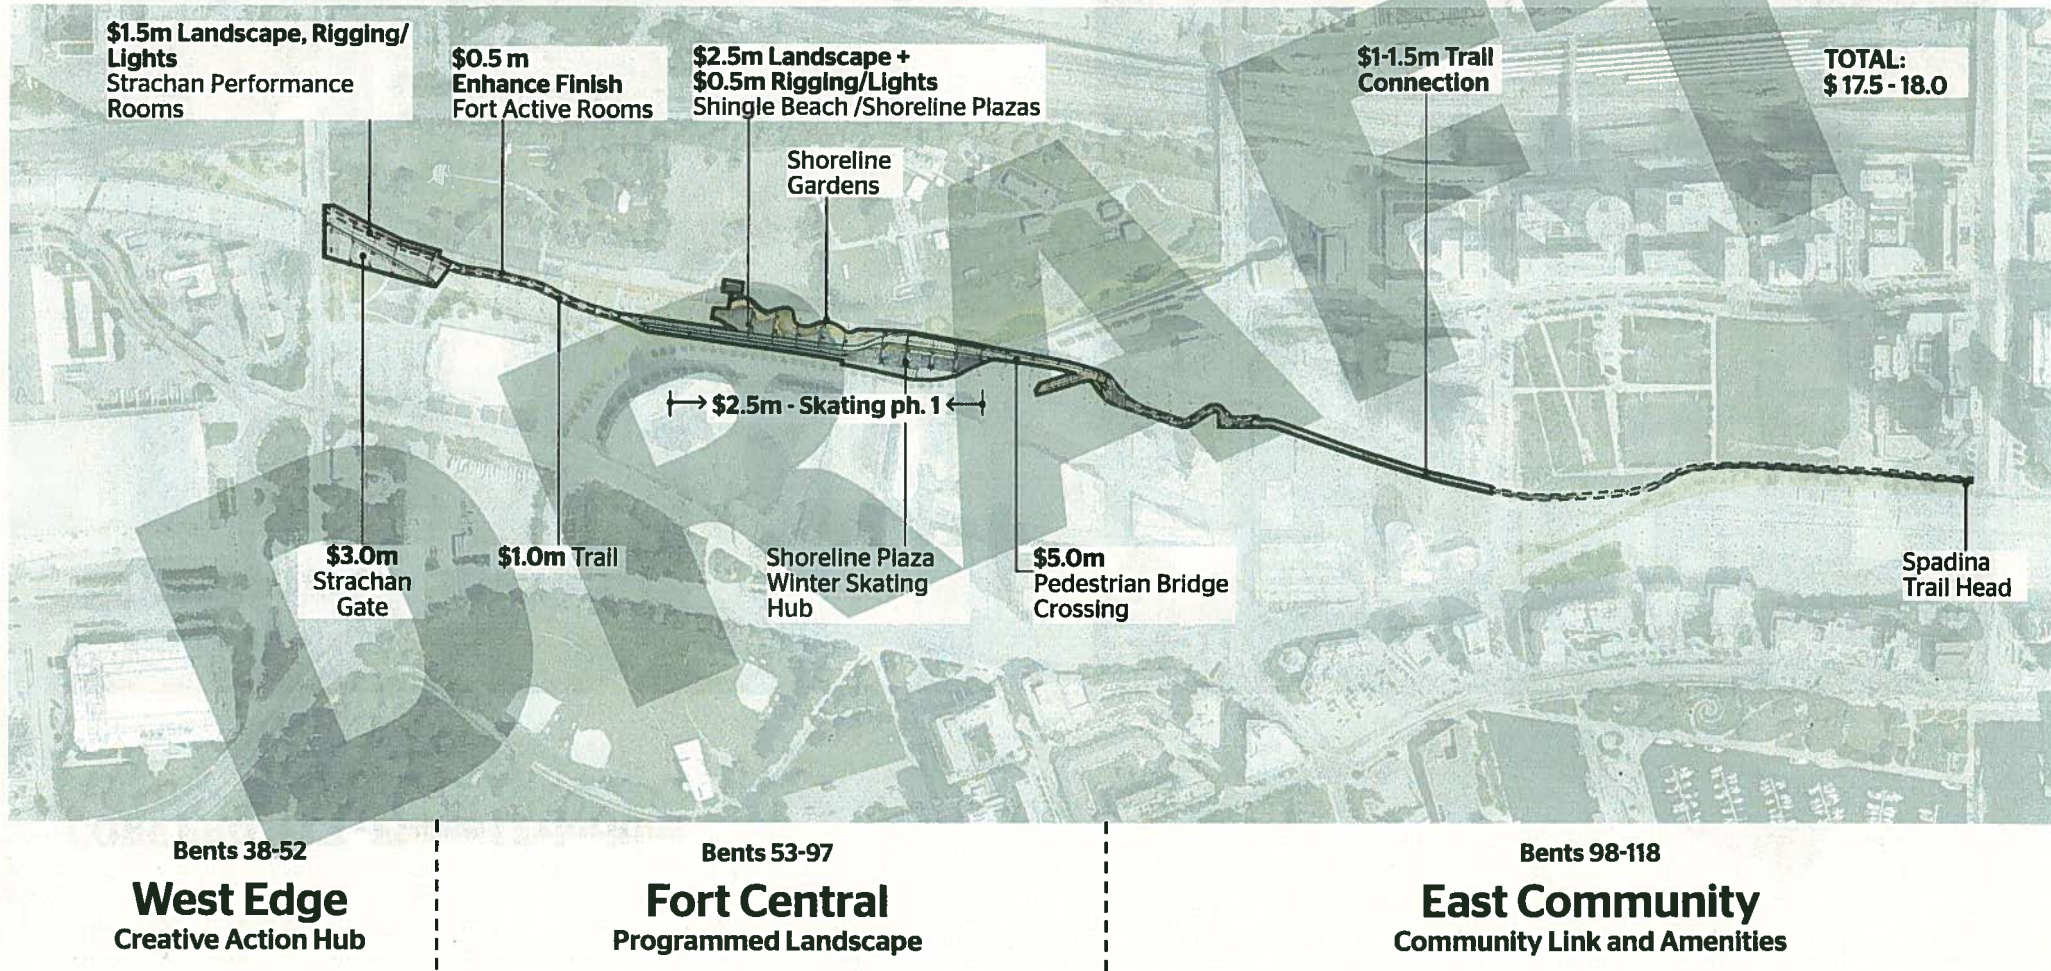 $1.5m Landscape, Rigging/
Lights
Strachan Performance
Rooms
$0.5 m
Enhance Finish
Fort Active Rooms
$2.5m Landscape +
$0.5m Rigging/Lights
Shingle Beach /Shoreline Plazas
Shoreline
Gardens
$1-1.5m Trail
Connection
TOTAL:
$ 17.5 - 18.0
$2.5m - Skating ph. 1
$3.0m
Strachan
Gate
$1.0m Trail
Shoreline Plaza
Winter Skating
Hub
$5.0m
Pedestrian Bridge
Crossing
Spadina
Trail Head
DRAFT
Bents 38-52
West Edge
Creative Action Hub
Bents 53-97
Fort Central
Programmed Landscape
Bents 98-118
East Community
Community Link and Amenities